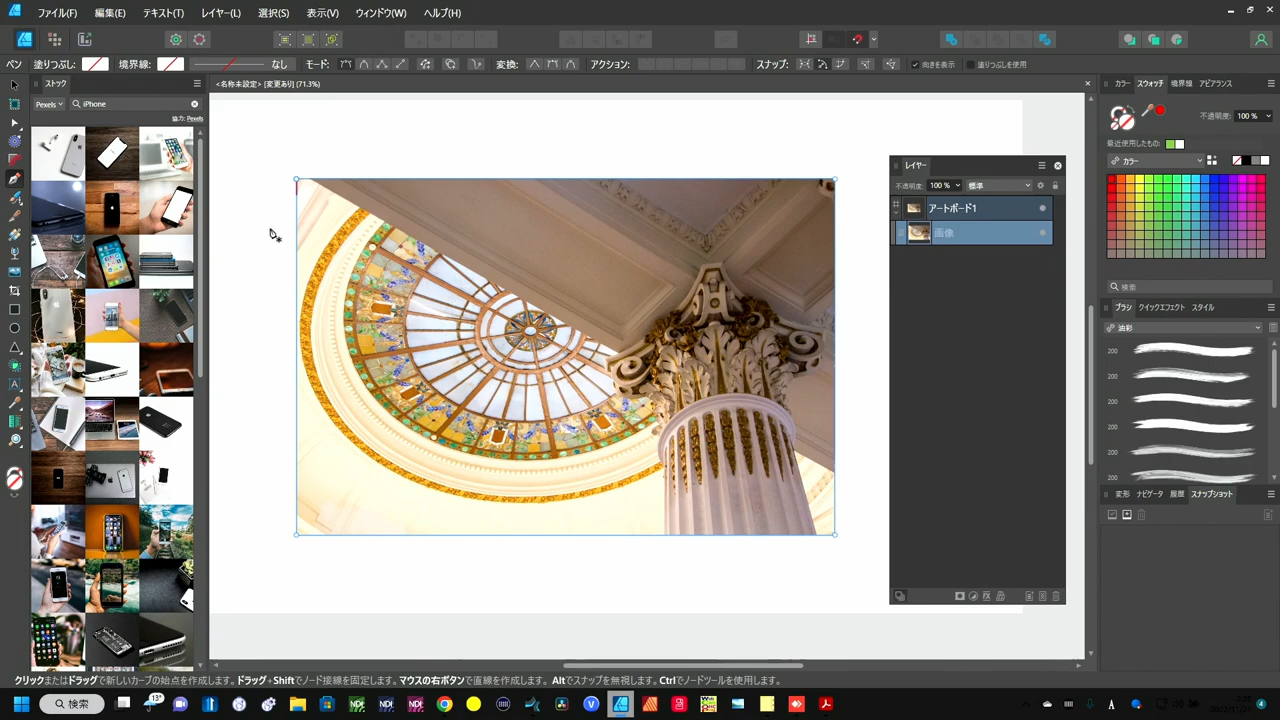 ファイル(F) 編集(E) テキスト(T) レイヤー(L) 選択(S) 表示(V) ウィンドウ(W) ヘルプ(H)
ペン 塗りつぶし: 境界線: なし モード: 変換: アクション: スナップ: 向きを表示 塗りつぶしを使用
ストック
<名称未設定> [変更あり] (71.3%)
カラー スウォッチ 境界線 アピアランス
Pexels iPhone
協力: Pexels
不透明度: 100 %
最近使用したもの:
カラー
レイヤー
不透明度: 100 % 標準
アートボード1
画像
検索
ブラシ クイックエフェクト スタイル
油彩
200
200
200
200
200
200
変形 ナビゲータ 履歴 スナップショット
クリックまたはドラッグで新しいカーブの始点を作成します。ドラッグ+Shiftでノード接線を固定します。マウスの右ボタンで直線を作成します。 Altでスナップを無視します。Ctrlでノードツールを使用します。
検索
13°